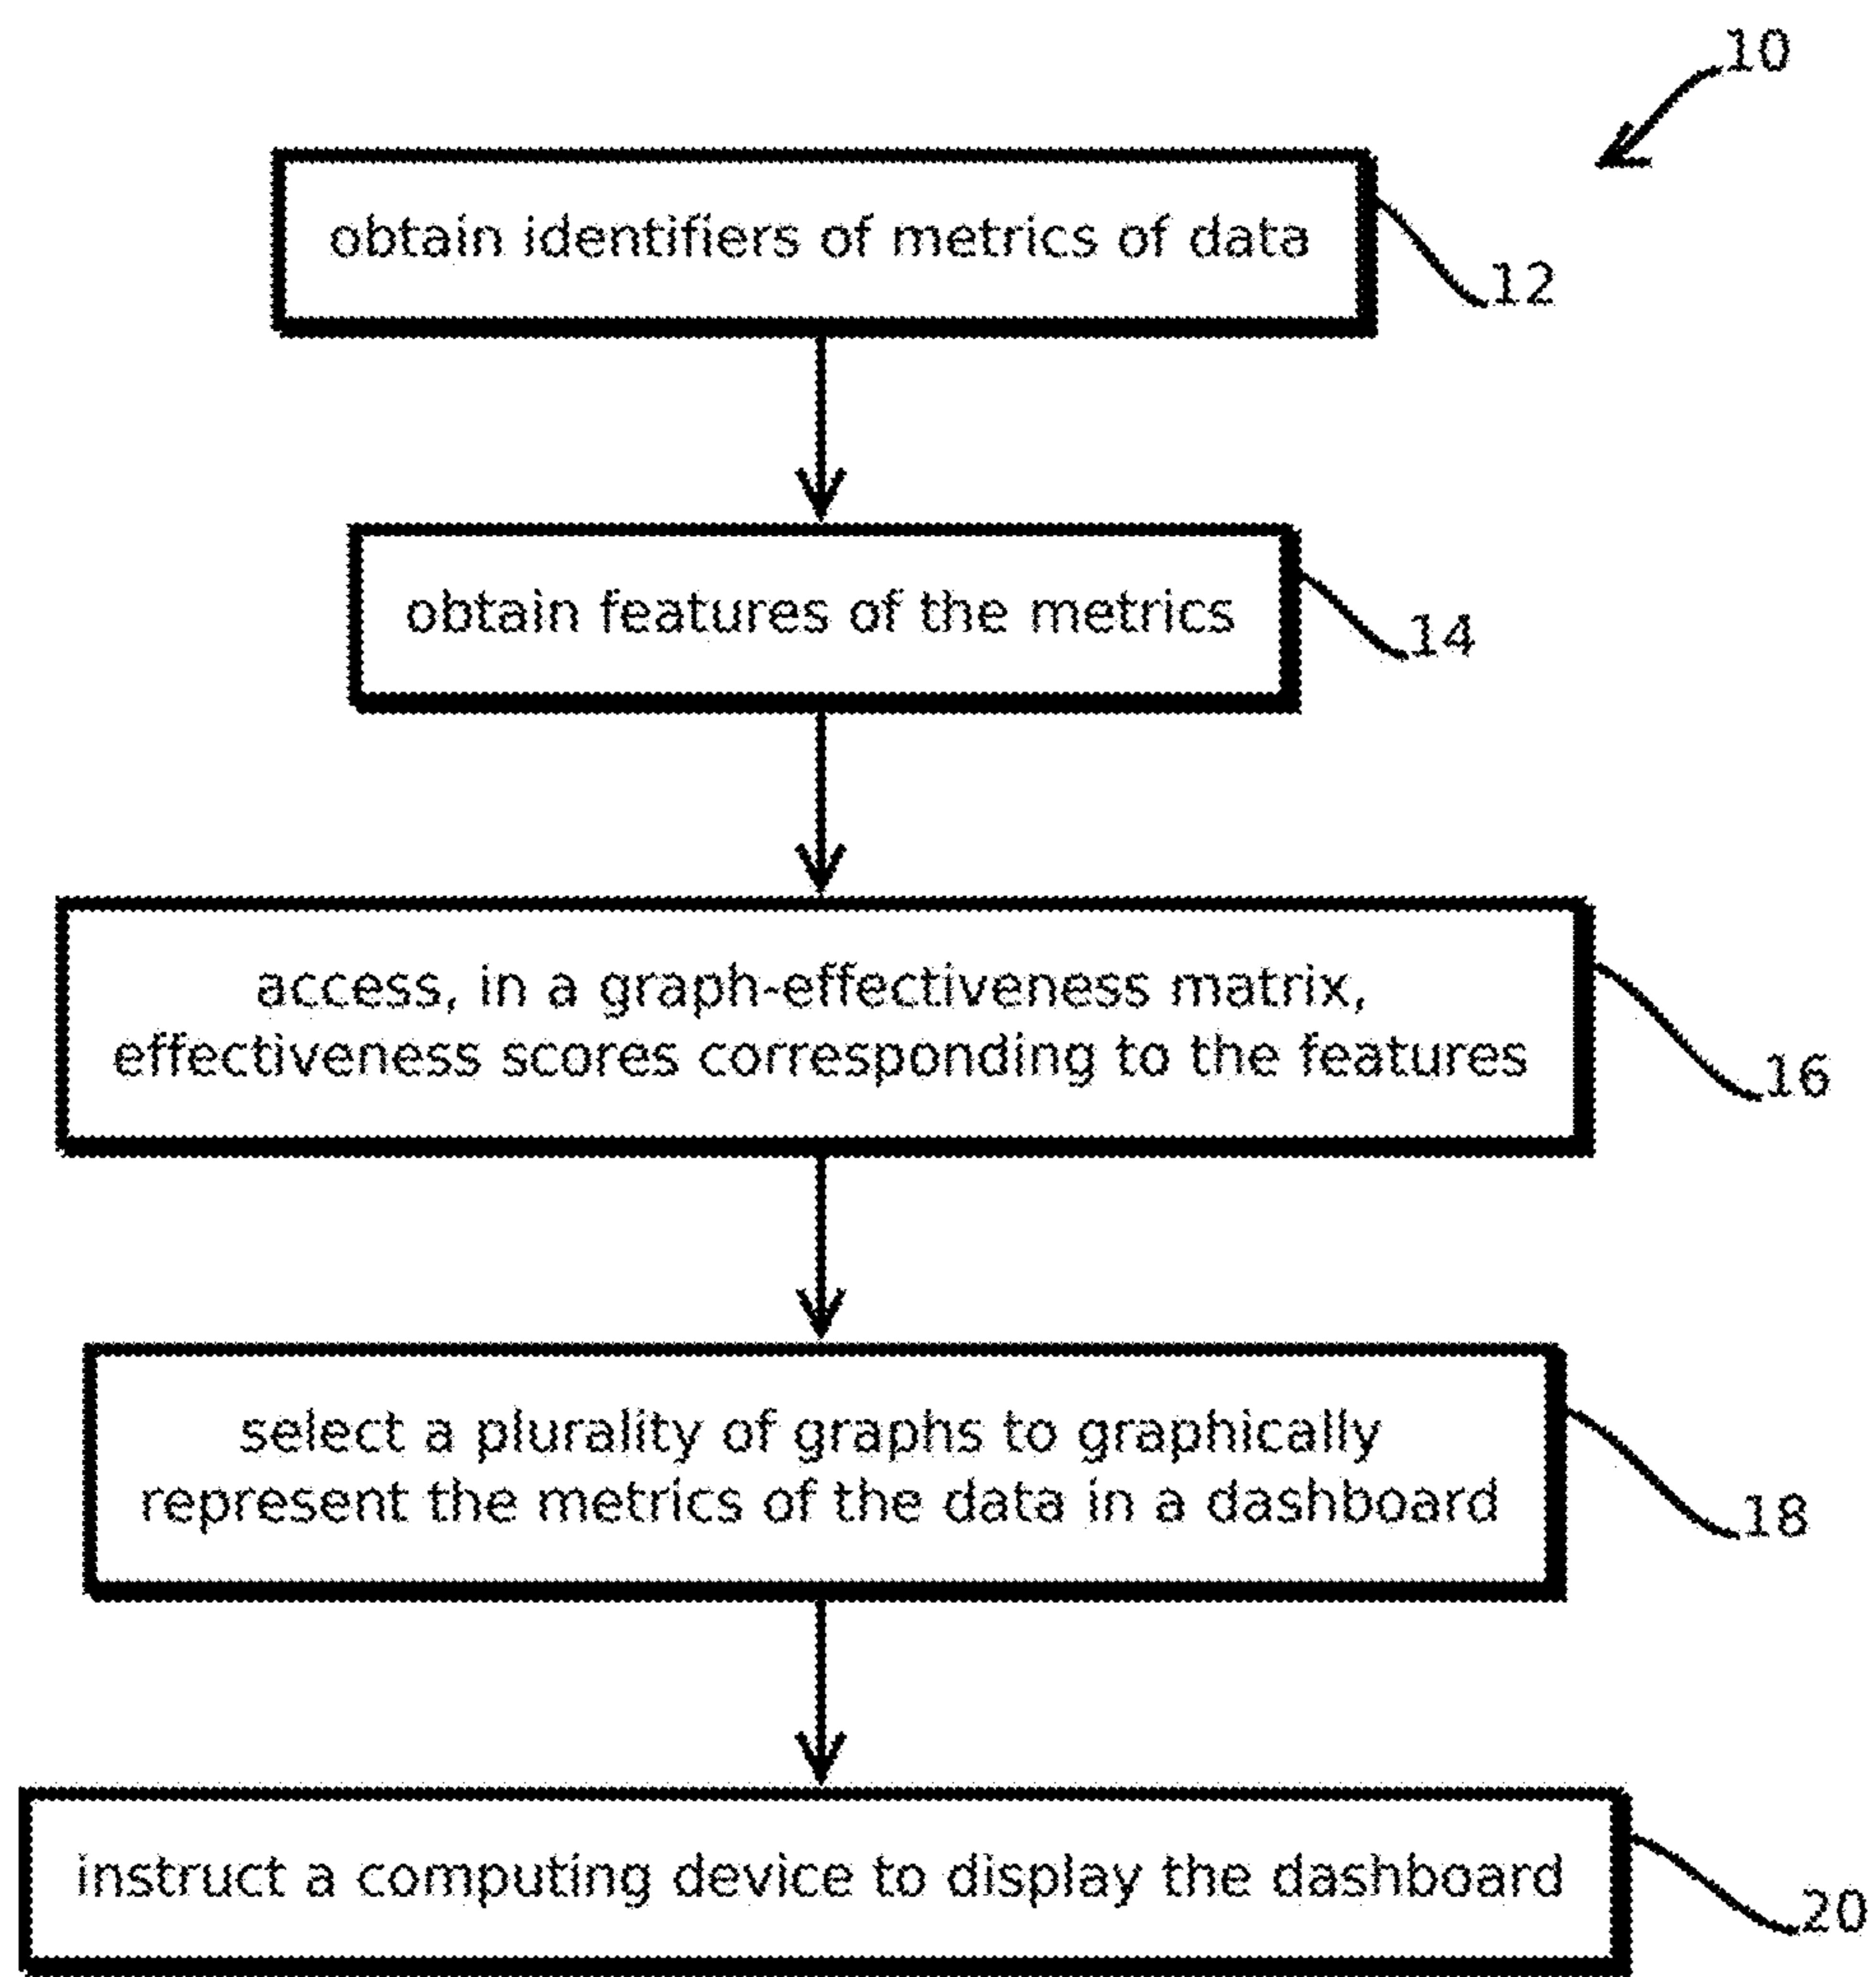 10
obtain identifiers of metrics of data
12
obtain features of the metrics
14
access, in a graph-effectiveness matrix,
effectiveness scores corresponding to the features
16
select a plurality of graphs to graphically
represent the metrics of the data in a dashboard
18
instruct a computing device to display the dashboard
20